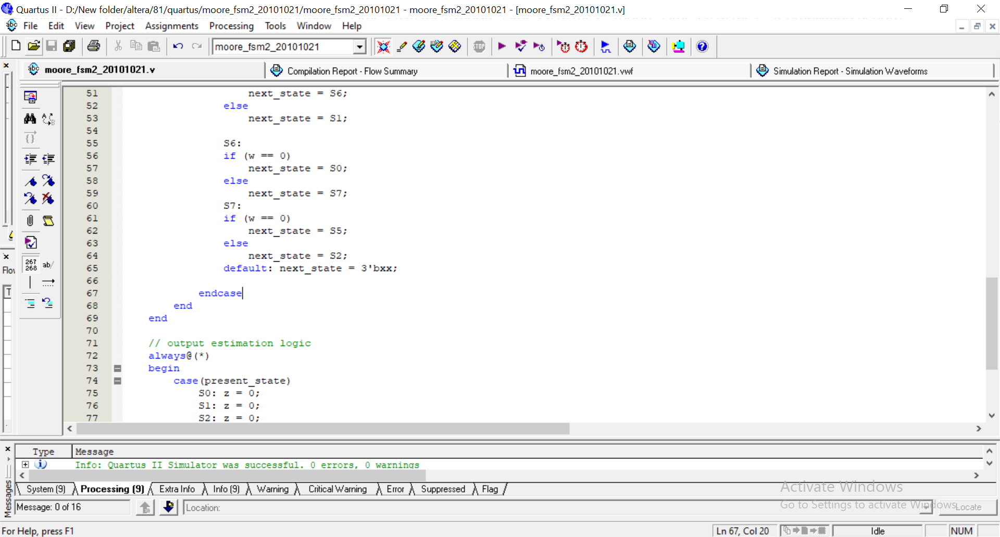 Quartus II - D:/New folder/altera/81/quartus/moore_fsm2_20101021/moore_fsm2_20101021 - moore_fsm2_20101021 - [moore_fsm2_20101021.v]
abc File Edit View Project Assignments Processing Tools Window Help
moore_fsm2_20101021
STOP
abc moore_fsm2_20101021.v
Compilation Report - Flow Summary
moore_fsm2_20101021.vwf
Simulation Report - Simulation Waveforms
51 next_state = S6;
52 else
53 next_state = S1;
54
55 S6:
56 if (w == 0)
57 next_state = S0;
58 else
59 next_state = S7;
60 S7:
61 if (w == 0)
62 next_state = S5;
63 else
64 next_state = S2;
65 default: next_state = 3'bxx;
66
67 endcase
68 end
69 end
70
71 // output estimation logic
72 always@(*)
73 begin
74 case(present_state)
75 S0: z = 0;
76 S1: z = 0;
77 S2: z = 0;
267
268 ab/
Flo
T
Type Message
Info: Quartus II Simulator was successful. 0 errors, 0 warnings
System (9) Processing (9) Extra Info Info (9) Warning Critical Warning Error Suppressed Flag
Messages
Message: 0 of 16
Location:
Locate
Activate Windows
Go to Settings to activate Windows.
For Help, press F1
Ln 67, Col 20
Idle
NUM